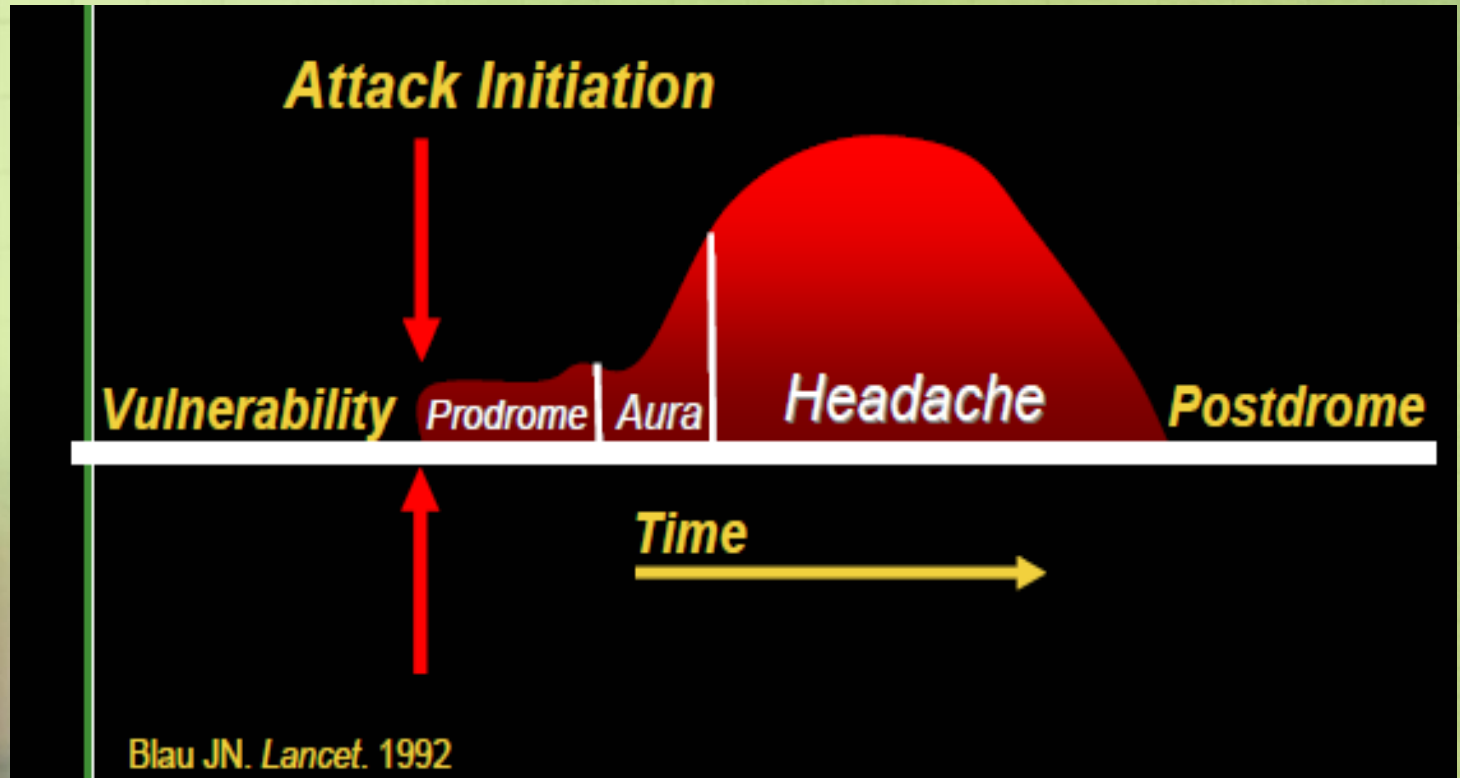 Attack Initiation
Vulnerability
Prodrome
Aura
Headache
Postdrome
Time
Blau JN. Lancet. 1992